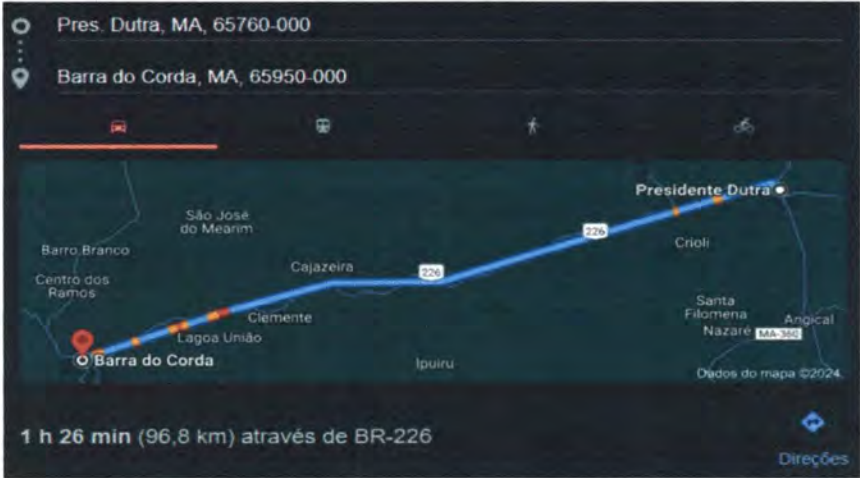 Pres. Dutra, MA, 65760-000
Barra do Corda, MA, 65950-000
Presidente Dutra
São José
do Mearim
226
Crioli
Barro Branco
Cajazeira
226
Centro dos
Ramos
Santa
Filomena
Clemente
Angical
Nazaré
MA-360
Lagoa União
Barra do Corda
Ipuiru
Dados do mapa ©2024
1 h 26 min (96,8 km) através de BR-226
Direções